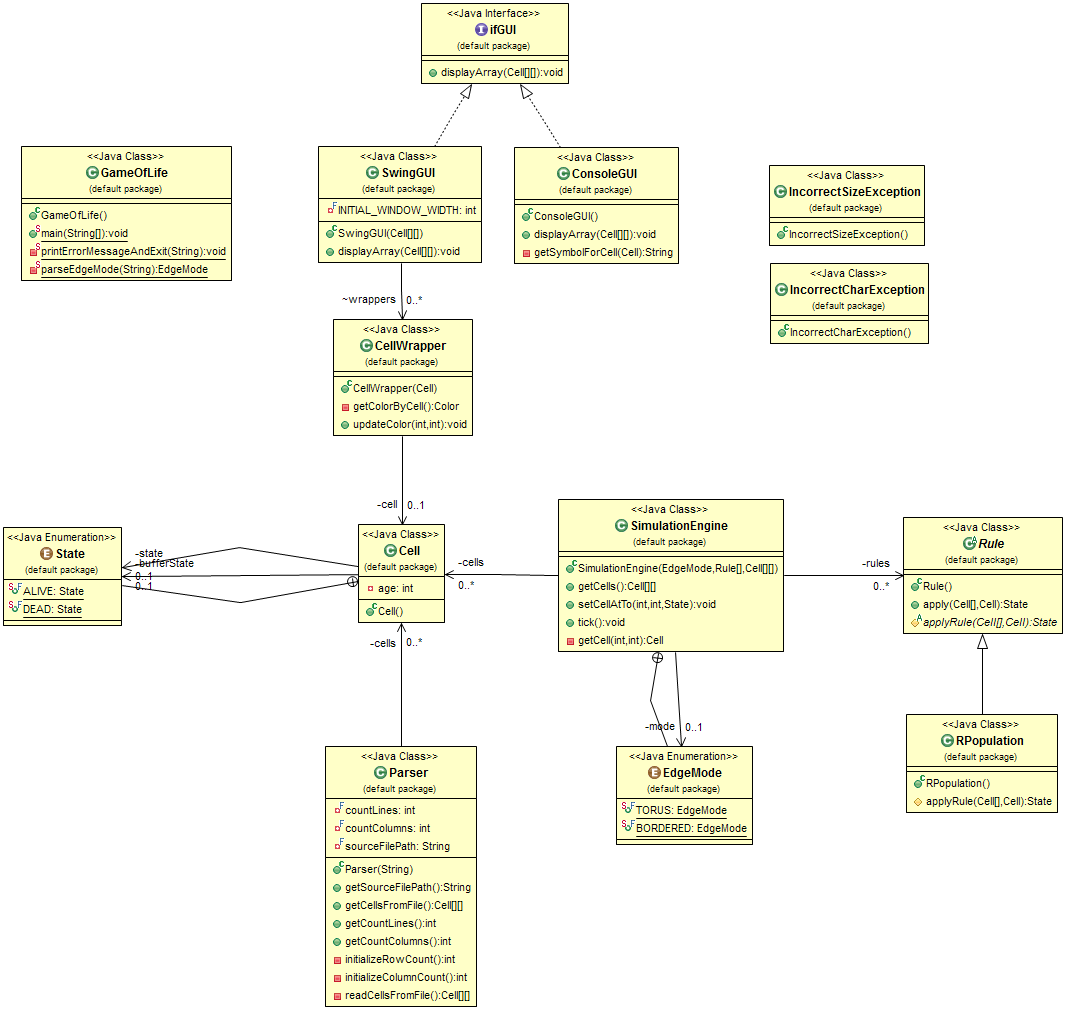 <<Java Interface>>
ifGUI
(default package)
displayArray(Cell[][]):void
<<Java Class>>
GameOfLife
(default package)
GameOfLife()
main(String[]):void
printErrorMessageAndExit(String):void
parseEdgeMode(String):EdgeMode
<<Java Class>>
SwingGUI
(default package)
INITIAL_WINDOW_WIDTH: int
SwingGUI(Cell[][])
displayArray(Cell[][]):void
<<Java Class>>
ConsoleGUI
(default package)
ConsoleGUI()
displayArray(Cell[][]):void
getSymbolForCell(Cell):String
<<Java Class>>
IncorrectSizeException
(default package)
IncorrectSizeException()
<<Java Class>>
IncorrectCharException
(default package)
IncorrectCharException()
~wrappers 0..*
<<Java Class>>
CellWrapper
(default package)
CellWrapper(Cell)
getColorByCell():Color
updateColor(int,int):void
-cell 0..1
<<Java Enumeration>>
State
(default package)
ALIVE: State
DEAD: State
-state
-bufferState
0..1
0..1
<<Java Class>>
Cell
(default package)
age: int
Cell()
-cells
0..*
<<Java Class>>
SimulationEngine
(default package)
SimulationEngine(EdgeMode,Rule[],Cell[][])
getCells():Cell[][]
setCellAtTo(int,int,State):void
tick():void
getCell(int,int):Cell
-rules
0..*
<<Java Class>>
Rule
(default package)
Rule()
apply(Cell[],Cell):State
applyRule(Cell[],Cell):State
-cells 0..*
-mode 0..1
<<Java Class>>
Parser
(default package)
countLines: int
countColumns: int
sourceFilePath: String
Parser(String)
getSourceFilePath():String
getCellsFromFile():Cell[][]
getCountLines():int
getCountColumns():int
initializeRowCount():int
initializeColumnCount():int
readCellsFromFile():Cell[][]
<<Java Enumeration>>
EdgeMode
(default package)
TORUS: EdgeMode
BORDERED: EdgeMode
<<Java Class>>
RPopulation
(default package)
RPopulation()
applyRule(Cell[],Cell):State